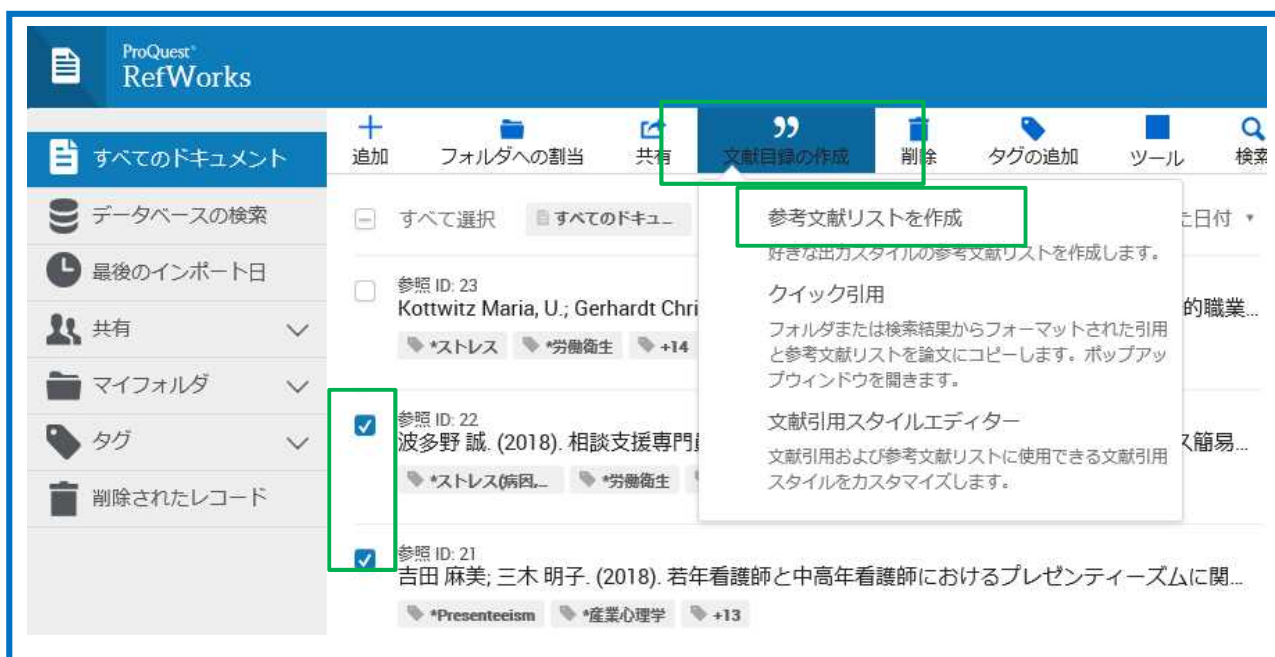 ProQuest®
RefWorks
すべてのドキュメント
データベースの検索
最後のインポート日
共有
マイフォルダ
タグ
削除されたレコード
追加
フォルダへの割当
共有
文献目録の作成
削除
タグの追加
ツール
検索
すべて選択
すべてのドキュ...
た日付
参考文献リストを作成
好きな出力スタイルの参考文献リストを作成します。
クイック引用
フォルダまたは検索結果からフォーマットされた引用
と参考文献リストを論文にコピーします。ポップアッ
プウィンドウを開きます。
文献引用スタイルエディター
文献引用および参考文献リストに使用できる文献引用
スタイルをカスタマイズします。
参照 ID: 23
Kottwitz Maria, U.; Gerhardt Chri
的職業...
*ストレス
*労働衛生
+14
参照 ID: 22
波多野 誠. (2018). 相談支援専門
ス簡易...
*ストレス(病因,...
*労働衛生
参照 ID: 21
吉田 麻美; 三木 明子. (2018). 若年看護師と中高年看護師におけるプレゼンティーズムに関...
*Presenteeism
*産業心理学
+13